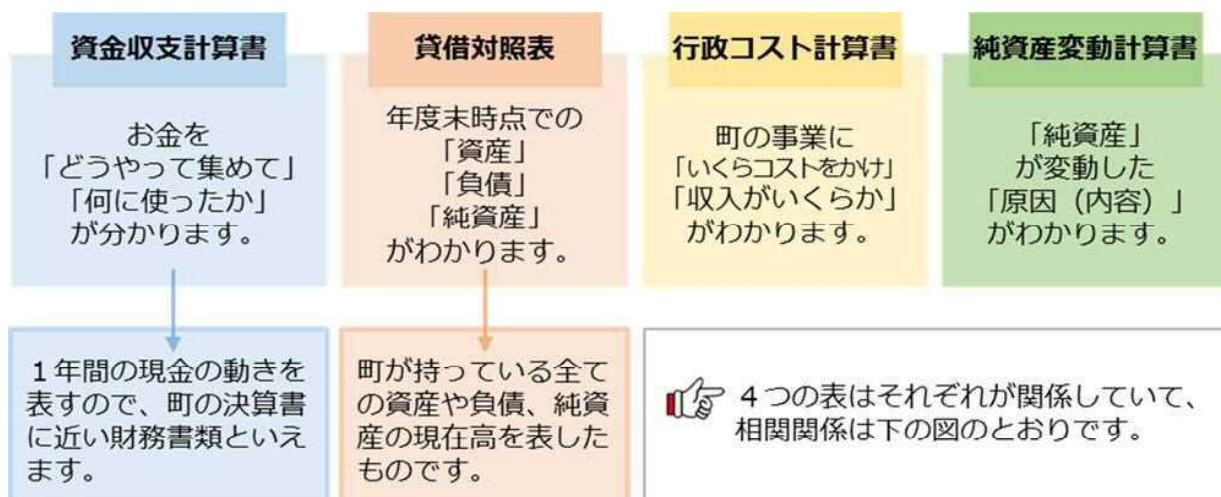 資金収支計算書
お金を
「どうやって集めて」
「何に使ったか」
が分かります。
貸借対照表
年度末時点での
「資産」
「負債」
「純資産」
がわかります。
行政コスト計算書
町の事業に
「いくらコストをかけ」
「収入がいくらか」
がわかります。
純資産変動計算書
「純資産」
が変動した
「原因（内容）」
がわかります。
１年間の現金の動きを
表すので、町の決算書
に近い財務書類といえ
ます。
町が持っている全て
の資産や負債、純資
産の現在高を表した
ものです。
４つの表はそれぞれが関係していて、
相関関係は下の図のとおりです。